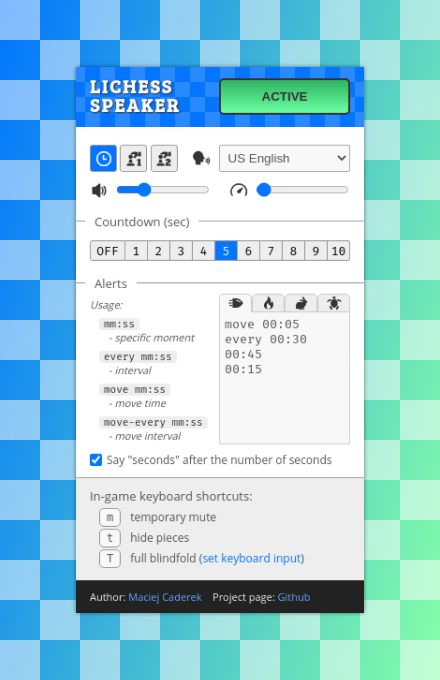 LICHESS
SPEAKER
ACTIVE
1
2
US English
Countdown (sec)
OFF 1 2 3 4 5 6 7 8 9 10
Alerts
Usage:
mm:ss
- specific moment
every mm:ss
- interval
move mm:ss
- move time
move-every mm:ss
- move interval
move 00:05
every 00:30
00:45
00:15
Say "seconds" after the number of seconds
In-game keyboard shortcuts:
m temporary mute
t hide pieces
T full blindfold (set keyboard input)
Author: Maciej Caderek Project page: Github